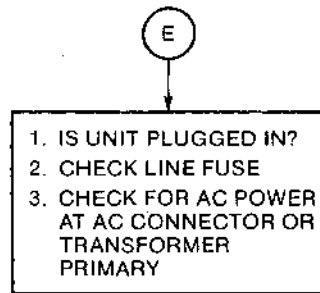 E
1. IS UNIT PLUGGED IN?
2. CHECK LINE FUSE
3. CHECK FOR AC POWER
AT AC CONNECTOR OR
TRANSFORMER
PRIMARY